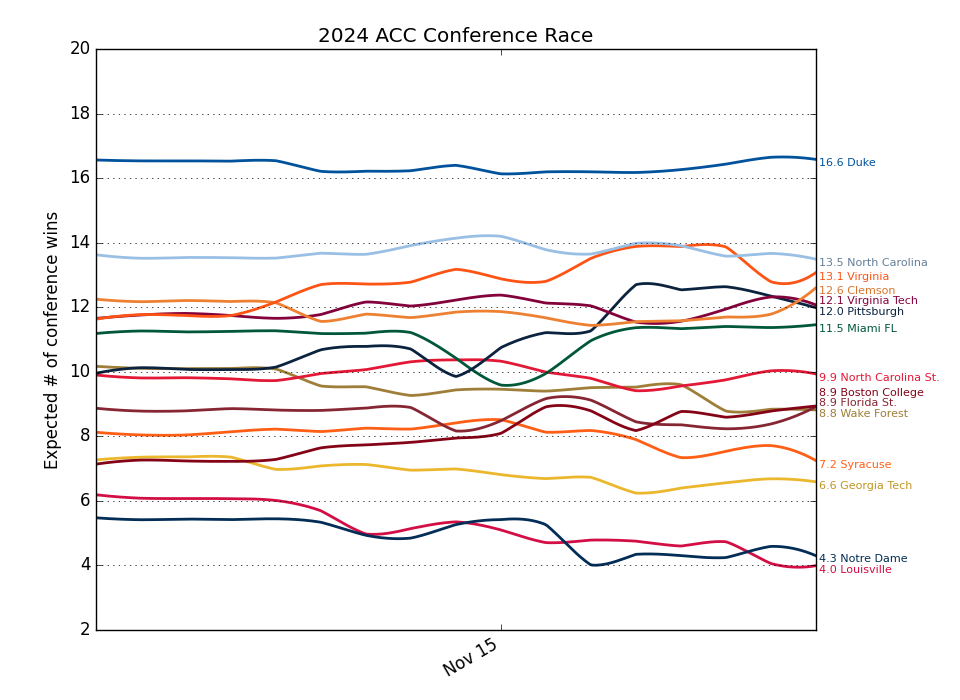 2024 ACC Conference Race
Expected # of conference wins
20
18
16
14
12
10
8
6
4
2
16.6 Duke
13.5 North Carolina
13.1 Virginia
12.6 Clemson
12.1 Virginia Tech
12.0 Pittsburgh
11.5 Miami FL
9.9 North Carolina St.
8.9 Boston College
8.9 Florida St.
8.8 Wake Forest
7.2 Syracuse
6.6 Georgia Tech
4.3 Notre Dame
4.0 Louisville
Nov 15